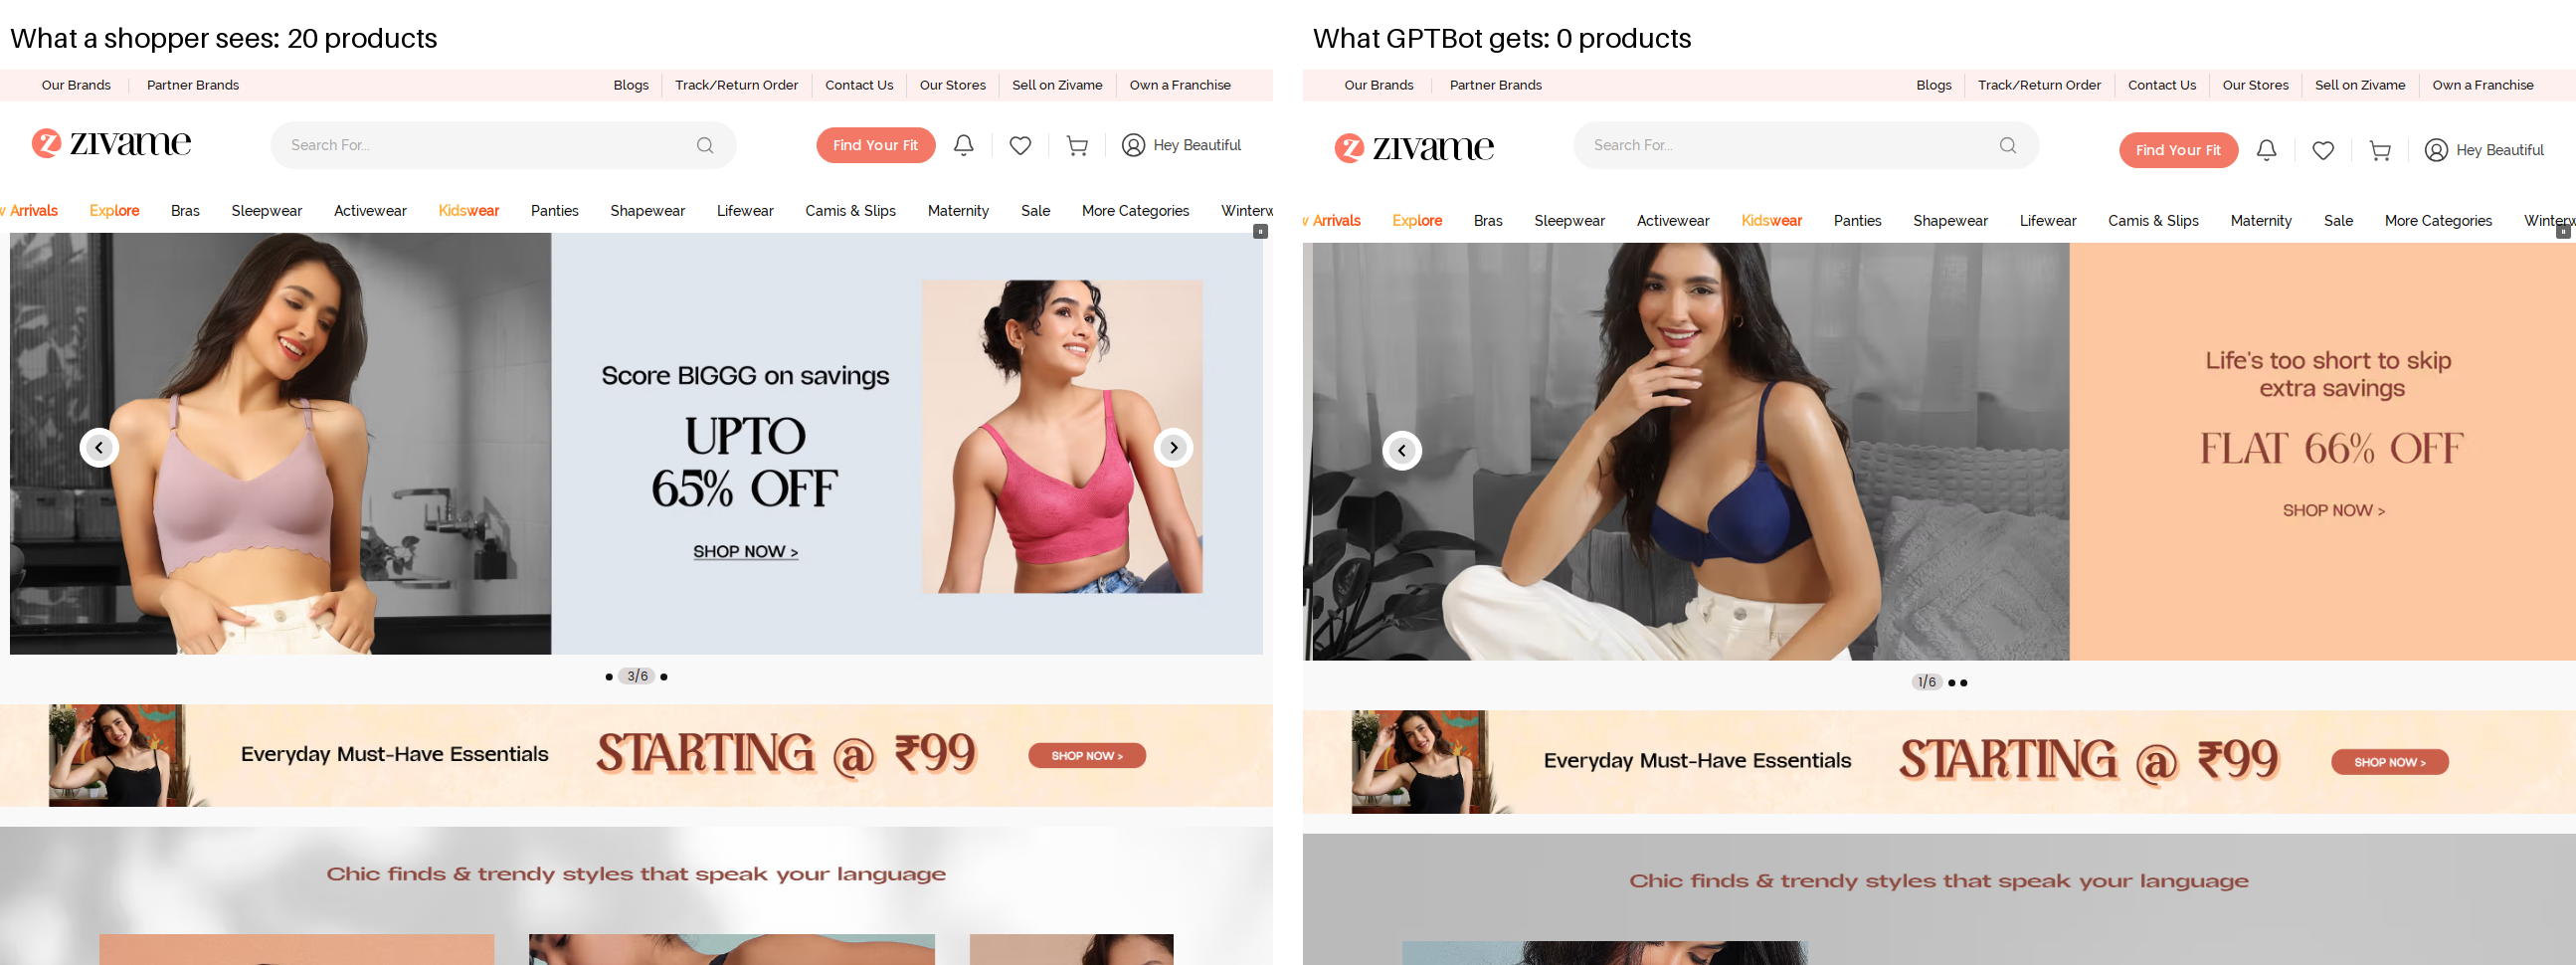 What a shopper sees: 20 products
Our Brands
Partner Brands
Blogs
Track/Return Order
Contact Us
Our Stores
Sell on Zivame
Own a Franchise
zivame
Search For...
Find Your Fit
Hey Beautiful
Arrivals
Explore
Bras
Sleepwear
Activewear
Kidswear
Panties
Shapewear
Lifewear
Camis & Slips
Maternity
Sale
More Categories
Score BIGGG on savings
UPTO
65% OFF
SHOP NOW >
3/6
Everyday Must-Have Essentials
STARTING @ ₹99
SHOP NOW >
Chic finds & trendy styles that speak your language
What GPTBot gets: 0 products
Our Brands
Partner Brands
Blogs
Track/Return Order
Contact Us
Our Stores
Sell on Zivame
Own a Franchise
zivame
Search For...
Find Your Fit
Hey Beautiful
Arrivals
Explore
Bras
Sleepwear
Activewear
Kidswear
Panties
Shapewear
Lifewear
Camis & Slips
Maternity
Sale
More Categories
Life's too short to skip
extra savings
FLAT 66% OFF
SHOP NOW >
1/6
Everyday Must-Have Essentials
STARTING @ ₹99
SHOP NOW >
Chic finds & trendy styles that speak your language